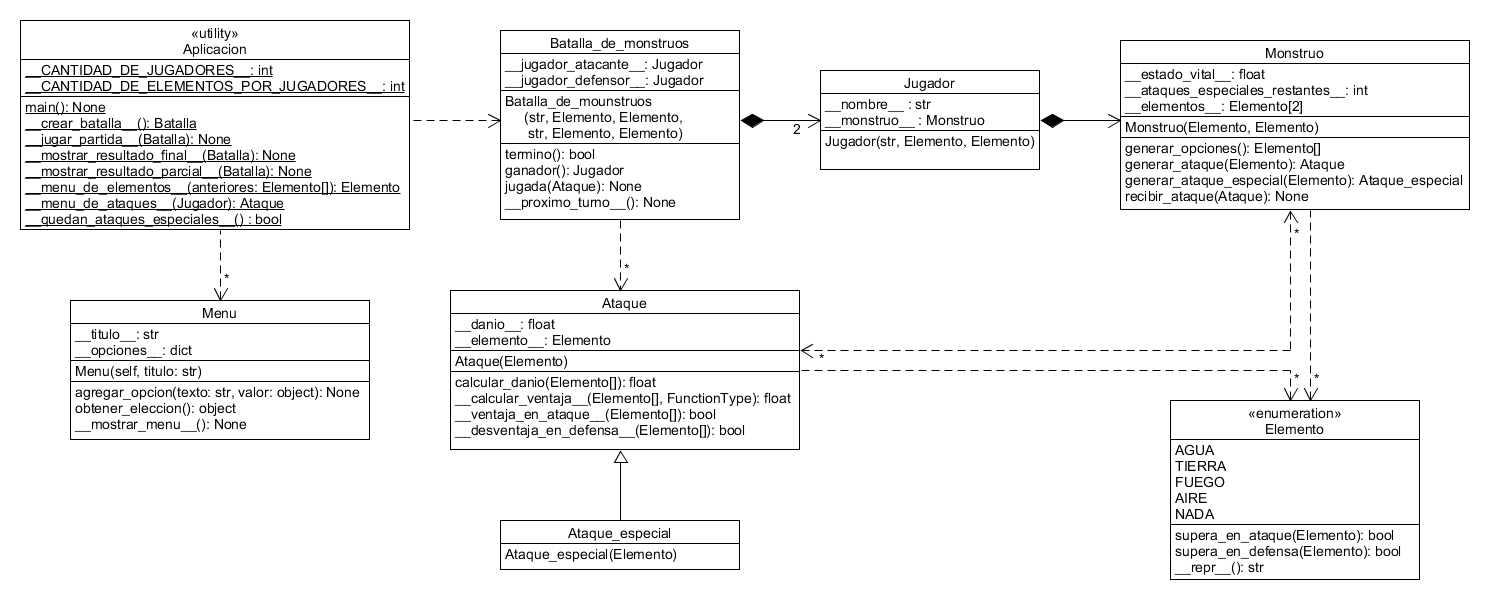 «utility»
Aplicacion
__CANTIDAD_DE_JUGADORES__: int
__CANTIDAD_DE_ELEMENTOS_POR_JUGADORES__: int
main(): None
__crear_batalla__(): Batalla
__jugar_partida__(Batalla): None
__mostrar_resultado_final__(Batalla): None
__mostrar_resultado_parcial__(Batalla): None
__menu_de_elementos__(anteriores: Elemento[]): Elemento
__menu_de_ataques__(Jugador): Ataque
__quedan_ataques_especiales__() : bool
Batalla_de_monstruos
__jugador_atacante__: Jugador
__jugador_defensor__: Jugador
Batalla_de_mounstruos
(str, Elemento, Elemento,
str, Elemento, Elemento)
termino(): bool
ganador(): Jugador
jugada(Ataque): None
__proximo_turno__(): None
2
Jugador
__nombre__ : str
__monstruo__ : Monstruo
Jugador(str, Elemento, Elemento)
Monstruo
__estado_vital__: float
__ataques_especiales_restantes__: int
__elementos__: Elemento[2]
Monstruo(Elemento, Elemento)
generar_opciones(): Elemento[]
generar_ataque(Elemento): Ataque
generar_ataque_especial(Elemento): Ataque_especial
recibir_ataque(Ataque): None
*
*
*
*
*
*
Menu
__titulo__: str
__opciones__: dict
Menu(self, titulo: str)
agregar_opcion(texto: str, valor: object): None
obtener_eleccion(): object
__mostrar_menu__(): None
Ataque
__danio__: float
__elemento__: Elemento
Ataque(Elemento)
calcular_danio(Elemento[]): float
__calcular_ventaja__(Elemento[], FunctionType): float
__ventaja_en_ataque__(Elemento[]): bool
__desventaja_en_defensa__(Elemento[]): bool
Ataque_especial
Ataque_especial(Elemento)
«enumeration»
Elemento
AGUA
TIERRA
FUEGO
AIRE
NADA
supera_en_ataque(Elemento): bool
supera_en_defensa(Elemento): bool
__repr__(): str